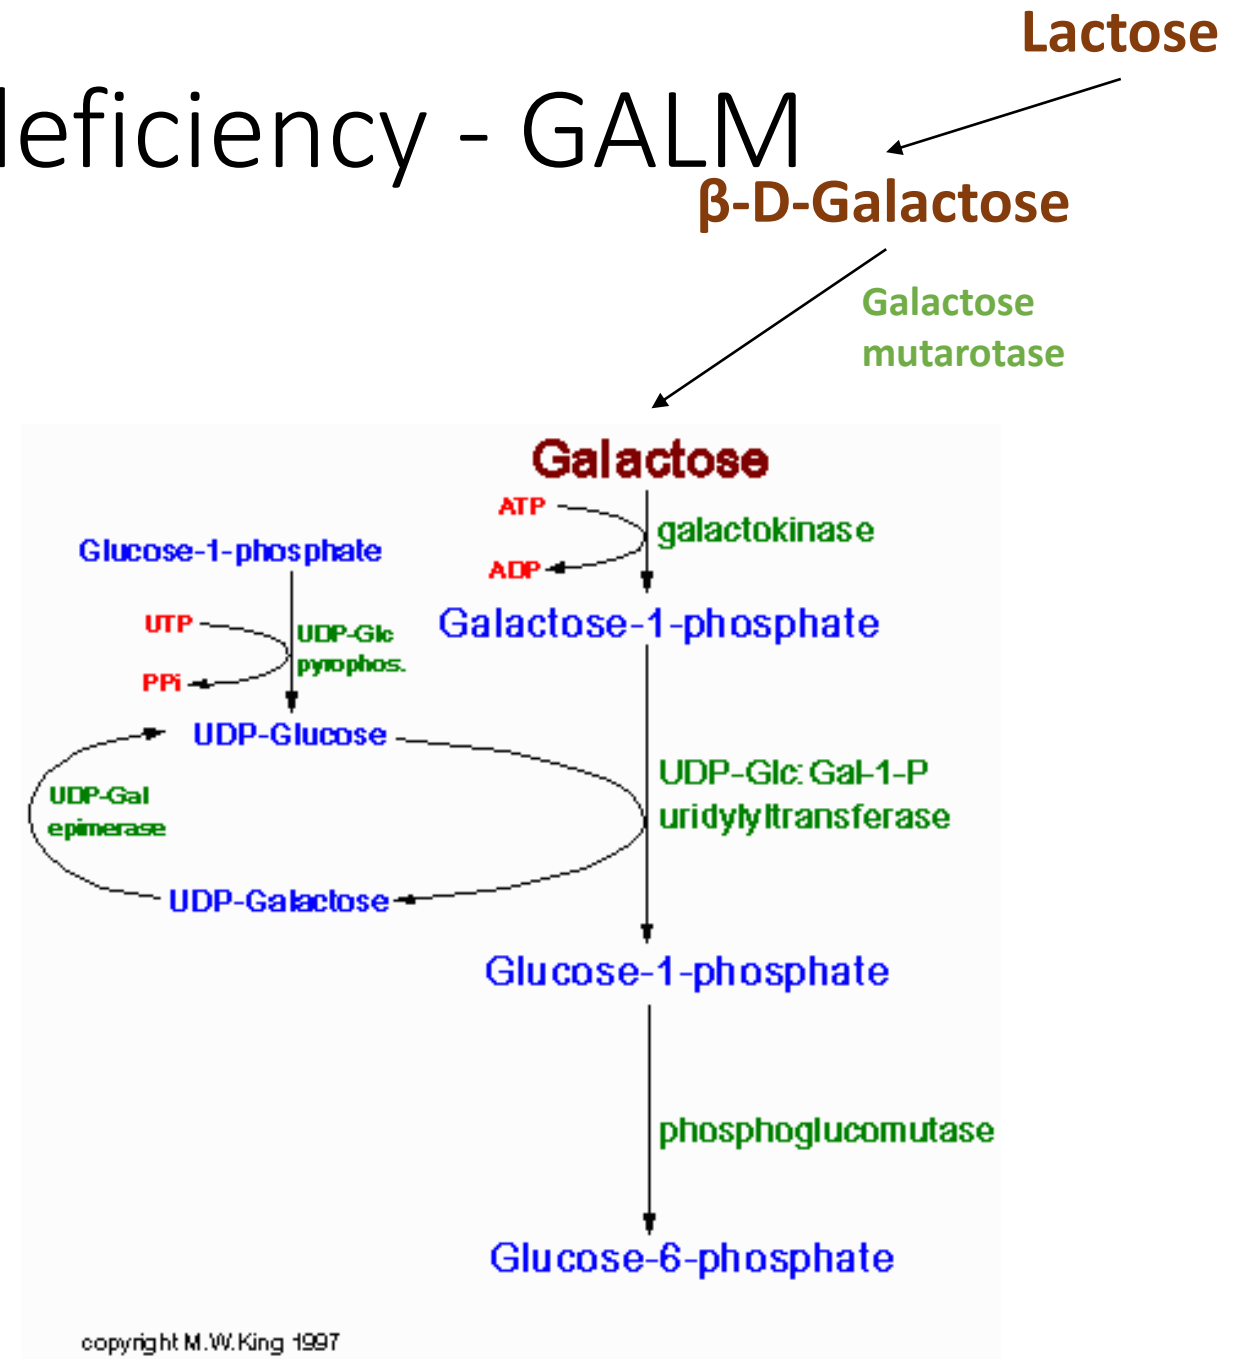 Lactose
deficiency - GALM
β-D-Galactose
Galactose
mutarotase
Galactose
ATP
galactokinase
Glucose-1-phosphate
ADP
UTP
UDP-Glc
Galactose-1-phosphate
pyrophos.
PPi
UDP-Glucose
UDP-Glc: Gal-1-P
UDP-Gal
uridylyltransferase
epimerase
UDP-Galactose
Glucose-1-phosphate
phosphoglucomutase
Glucose-6-phosphate
copyright M.W.King 1997